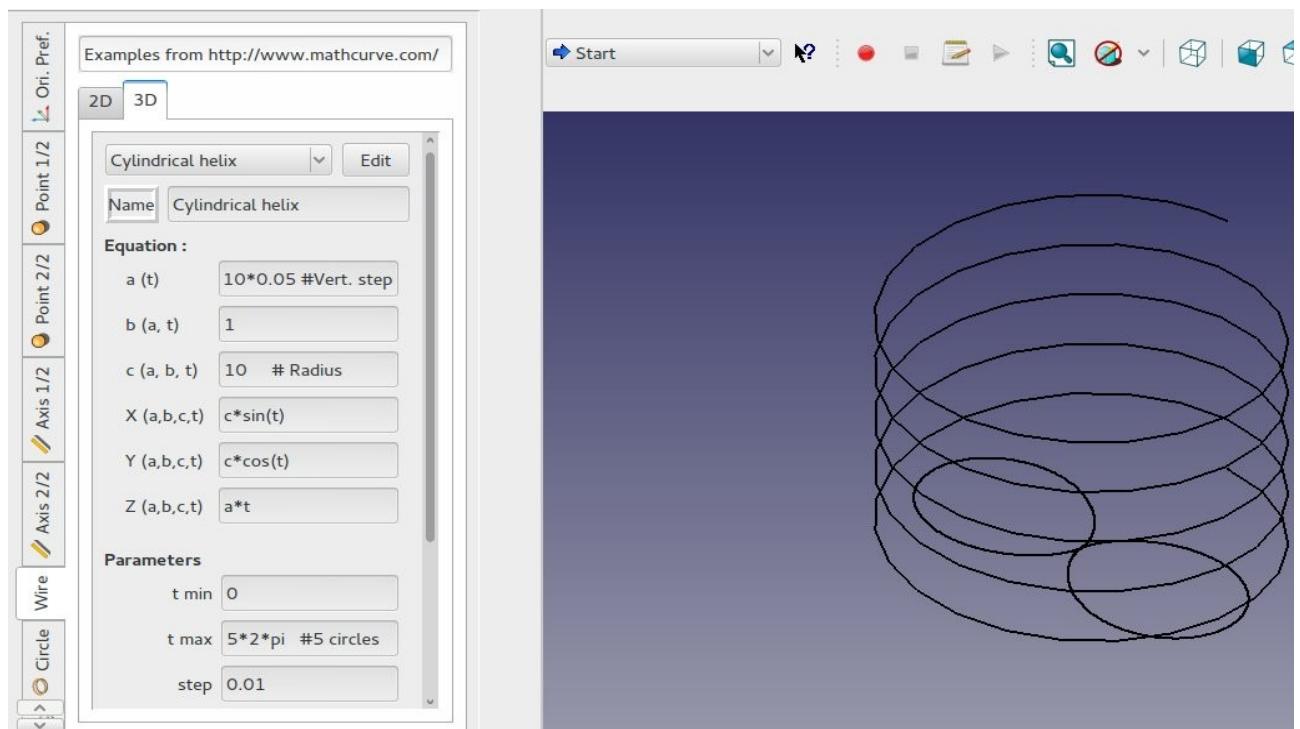 Ori. Pref.
Point 1/2
Point 2/2
Axis 1/2
Axis 2/2
Wire
Circle
Examples from http://www.mathcurve.com/
2D 3D
Cylindrical helix Edit
Name Cylindrical helix
Equation :
a (t) 10*0.05 #Vert. step
b (a, t) 1
c (a, b, t) 10 # Radius
X (a,b,c,t) c*sin(t)
Y (a,b,c,t) c*cos(t)
Z (a,b,c,t) a*t
Parameters
t min 0
t max 5*2*pi #5 circles
step 0.01
Start